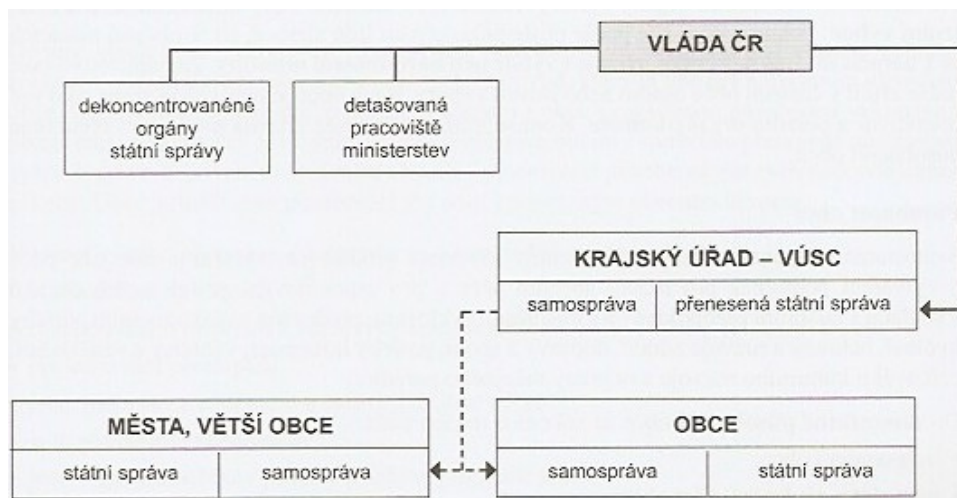 VLÁDA ČR
dekoncentrovanéné
orgány
státní správy
detašovaná
pracoviště
ministerstev
KRAJSKÝ ÚŘAD – VÚSC
samospráva
přenesená státní správa
MĚSTA, VĚTŠÍ OBCE
státní správa
samospráva
OBCE
samospráva
státní správa